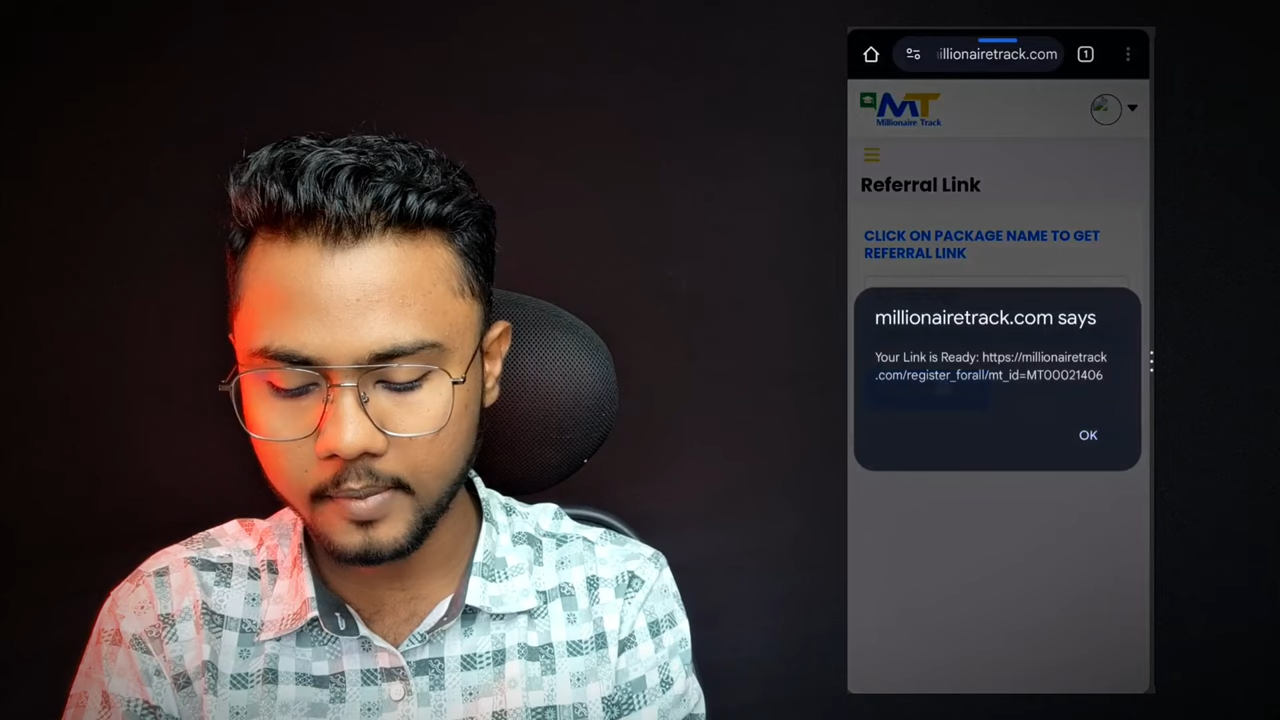 illionairetrack.com
1
MT
Millionaire Track
Referral Link
CLICK ON PACKAGE NAME TO GET
REFERRAL LINK
millionairetrack.com says
Your Link is Ready: https://millionairetrack
.com/register_forall/mt_id=MT00021406
OK